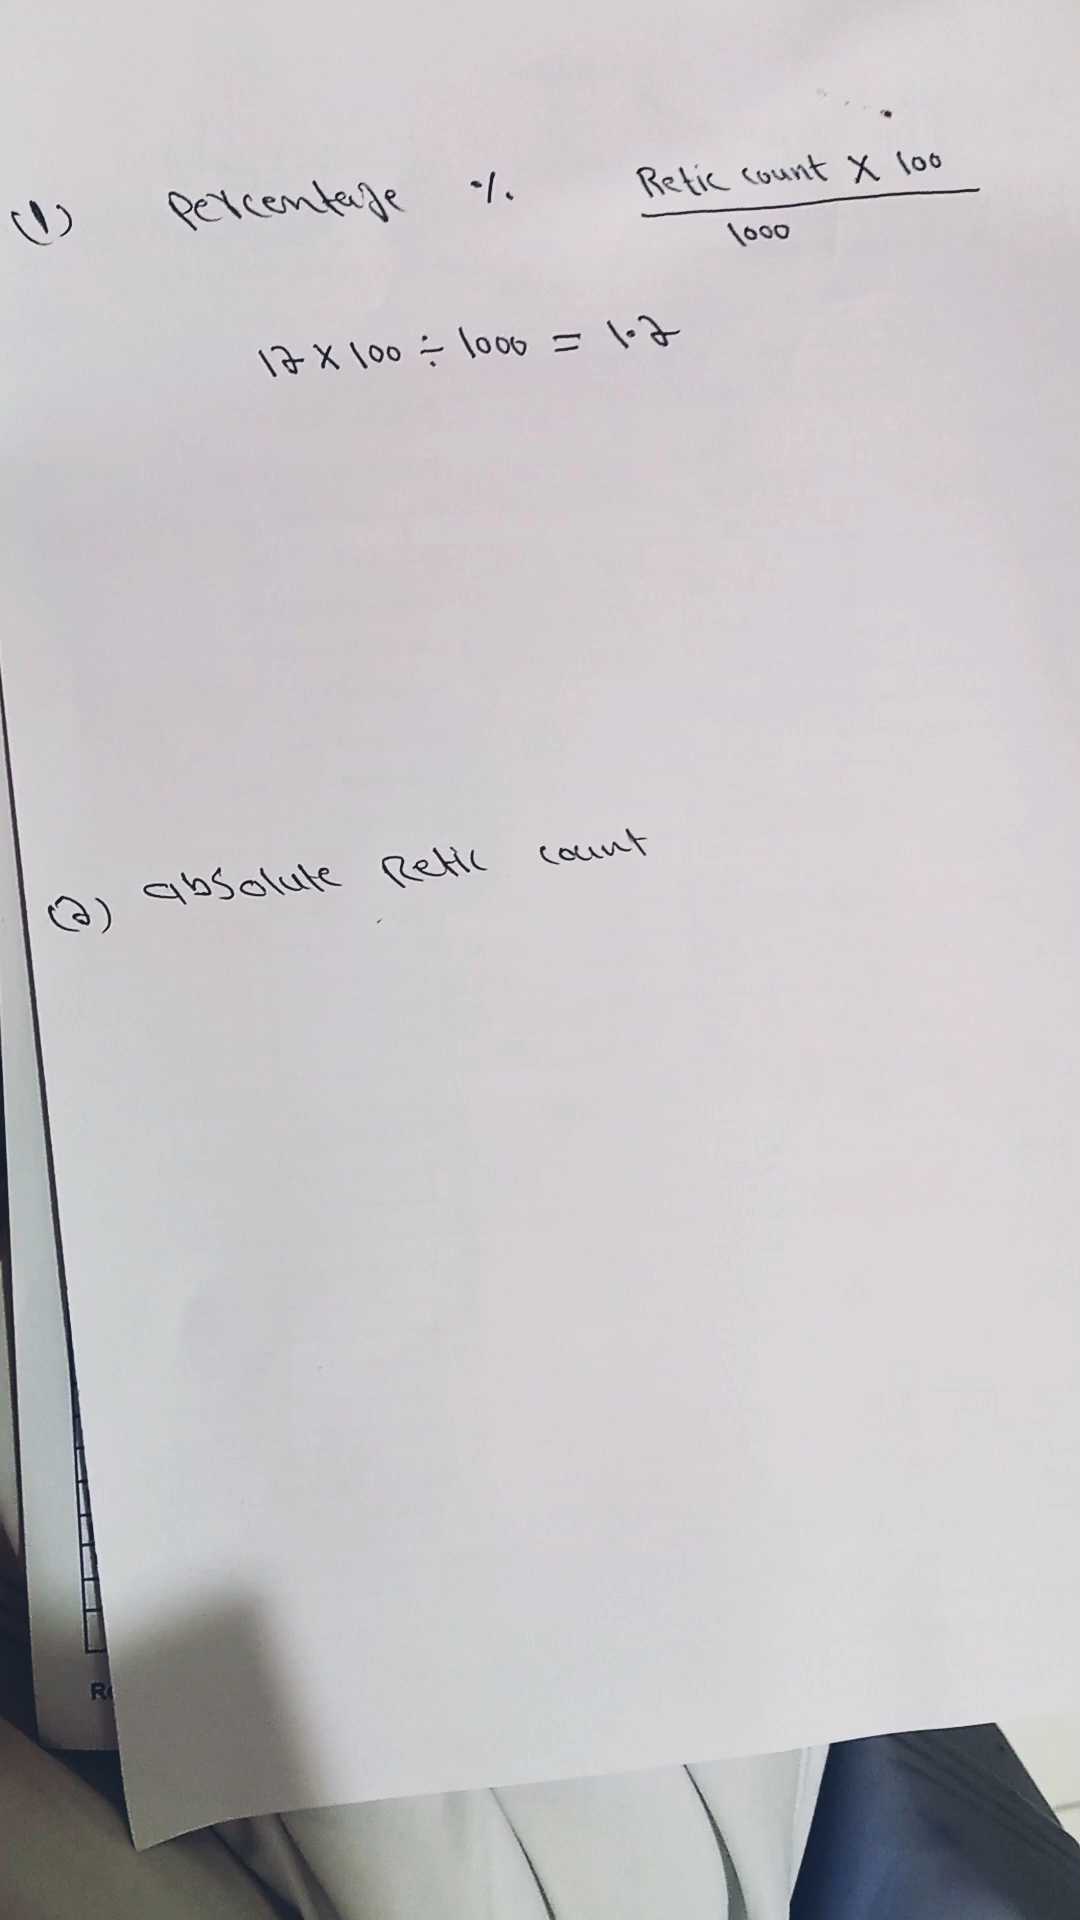 (1) Percentage % Retic count X 100
1000
17 X 100 ÷ 1000 = 1.7
(2) absolute Retic count